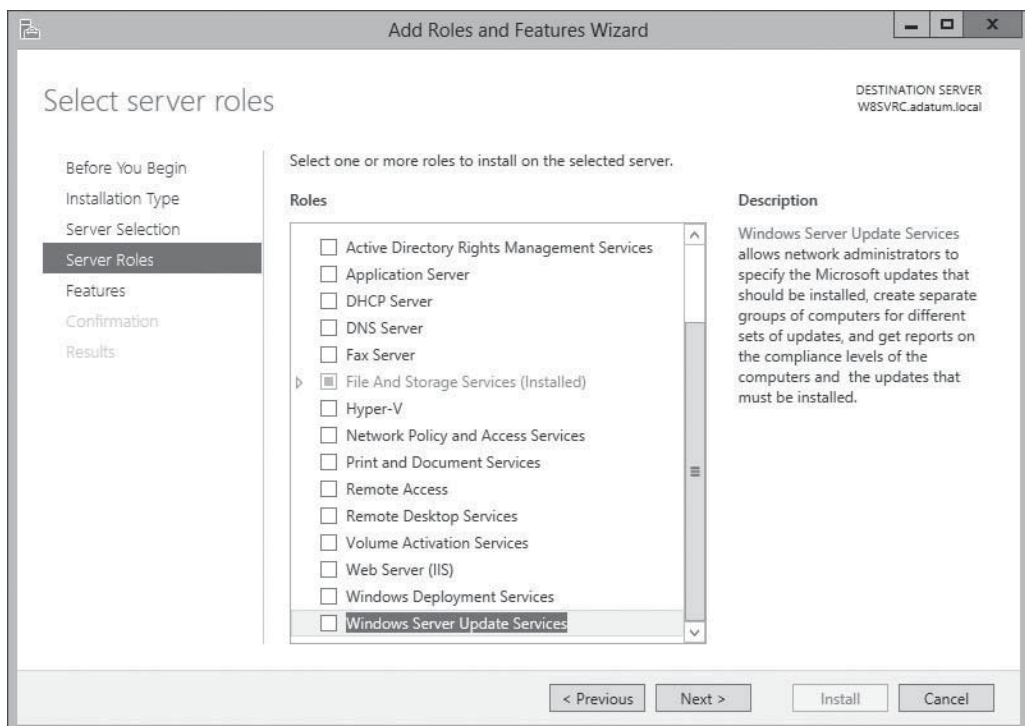 Add Roles and Features Wizard
Select server roles
DESTINATION SERVER
W8SVRC.adatum.local
Before You Begin
Installation Type
Server Selection
Server Roles
Features
Confirmation
Results
Select one or more roles to install on the selected server.
Roles
Active Directory Rights Management Services
Application Server
DHCP Server
DNS Server
Fax Server
File And Storage Services (Installed)
Hyper-V
Network Policy and Access Services
Print and Document Services
Remote Access
Remote Desktop Services
Volume Activation Services
Web Server (IIS)
Windows Deployment Services
Windows Server Update Services
Description
Windows Server Update Services
allows network administrators to
specify the Microsoft updates that
should be installed, create separate
groups of computers for different
sets of updates, and get reports on
the compliance levels of the
computers and the updates that
must be installed.
< Previous
Next >
Install
Cancel